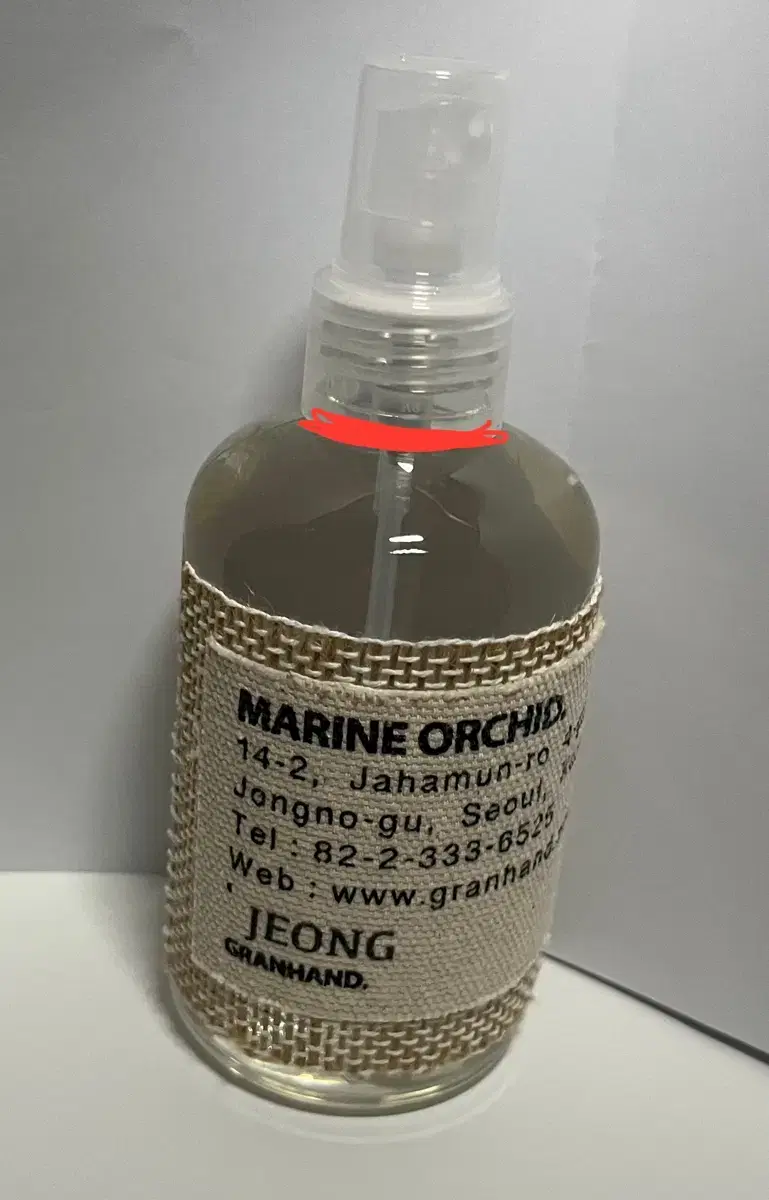 MARINE ORCHID.
14-2, Jahamun-ro
Jongno-gu, Seoul,
Tel : 82-2-333-6525
Web : www.granhand.
JEONG
GRANHAND.